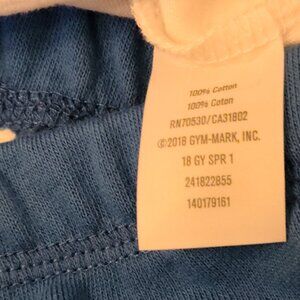 100% Cotton
100% Coton
RN70530/CA31802
©2018 GYM-MARK, INC.
18 GY SPR 1
241822855
140179161